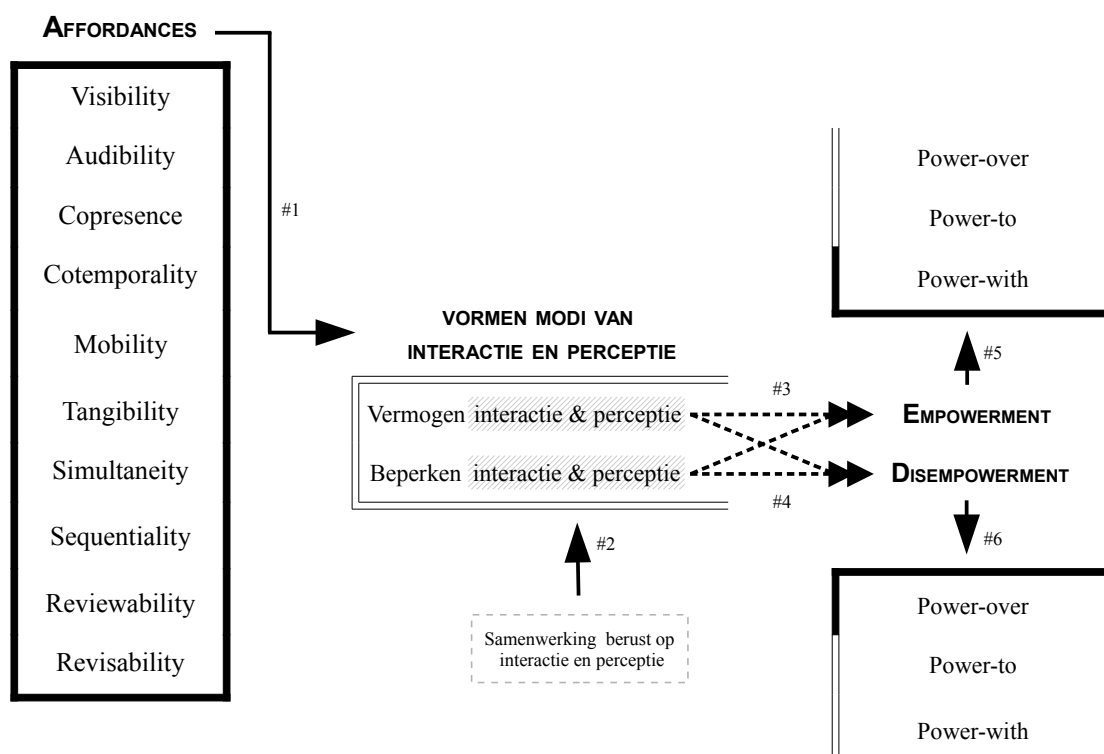 AFFORDANCES
Visibility
Audibility
Copresence
Cotemporality
Mobility
Tangibility
Simultaneity
Sequentiality
Reviewability
Revisability
#1
VORMEN MODI VAN
INTERACTIE EN PERCEPTIE
Vermogen interactie & perceptie
Beperken interactie & perceptie
#2
Samenwerking berust op
interactie en perceptie
#3
#4
Power-over
Power-to
Power-with
#5
EMPOWERMENT
DISEMPOWERMENT
#6
Power-over
Power-to
Power-with